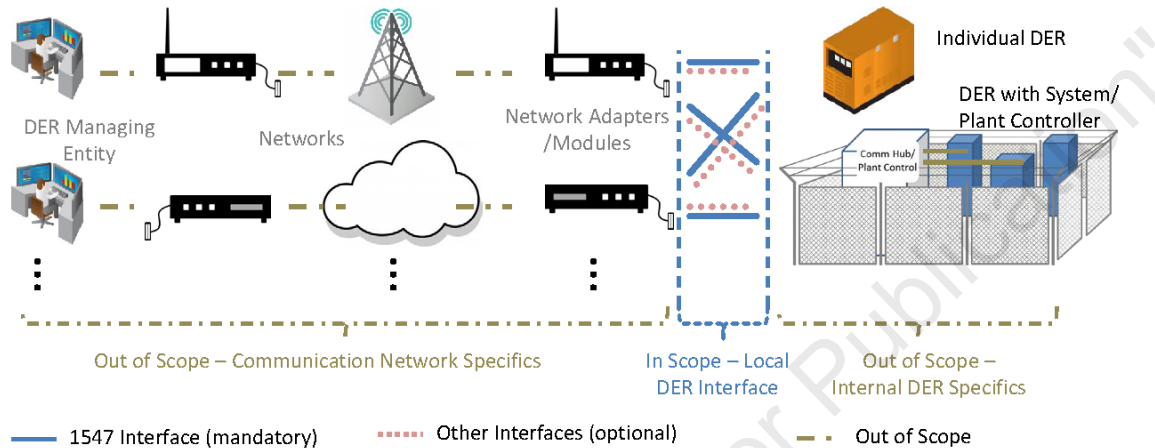 Individual DER
DER with System/
Plant Controller
DER Managing
Entity
Networks
Network Adapters
/Modules
Comm Hub/
Plant Control
Out of Scope – Communication Network Specifics
In Scope – Local
DER Interface
Out of Scope –
Internal DER Specifics
1547 Interface (mandatory)
Other Interfaces (optional)
Out of Scope
Publication"